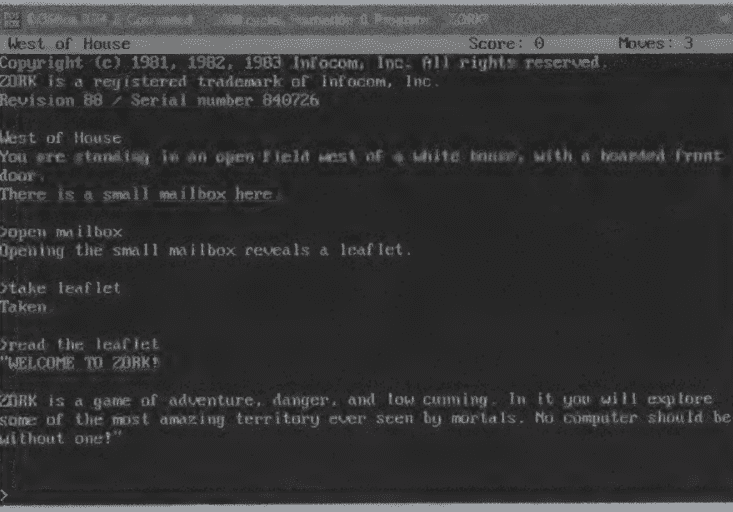 West of House Score: 0 Moves: 3
Copyright (c) 1981, 1982, 1983 Infocom, Inc. All rights reserved.
ZORK is a registered trademark of Infocom, Inc.
Revision 88 / Serial number 840726
West of House
You are standing in an open field west of a white house, with a boarded front
door.
There is a small mailbox here.
>open mailbox
Opening the small mailbox reveals a leaflet.
>take leaflet
Taken.
>read the leaflet
"WELCOME TO ZORK!
ZORK is a game of adventure, danger, and low cunning. In it you will explore
some of the most amazing territory ever seen by mortals. No computer should be
without one!"
>